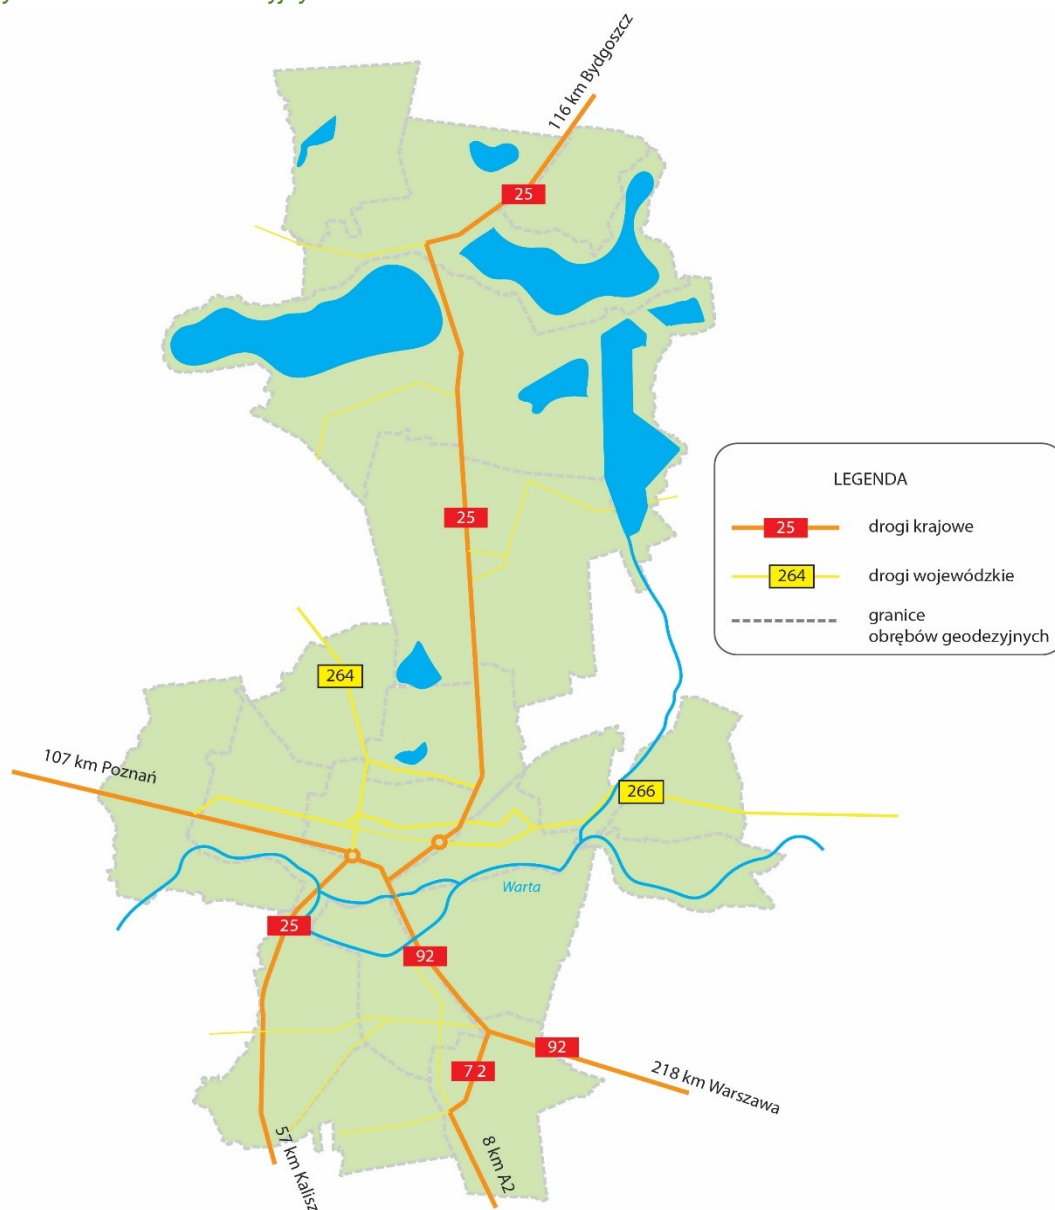 116 km Bydgoszcz
25
25
LEGENDA
25 drogi krajowe
264 drogi wojewódzkie
granice
obrębów geodezyjnych
264
107 km Poznań
266
Warta
25
92
92
7 2
218 km Warszawa
57 km Kalisz
8 km A2